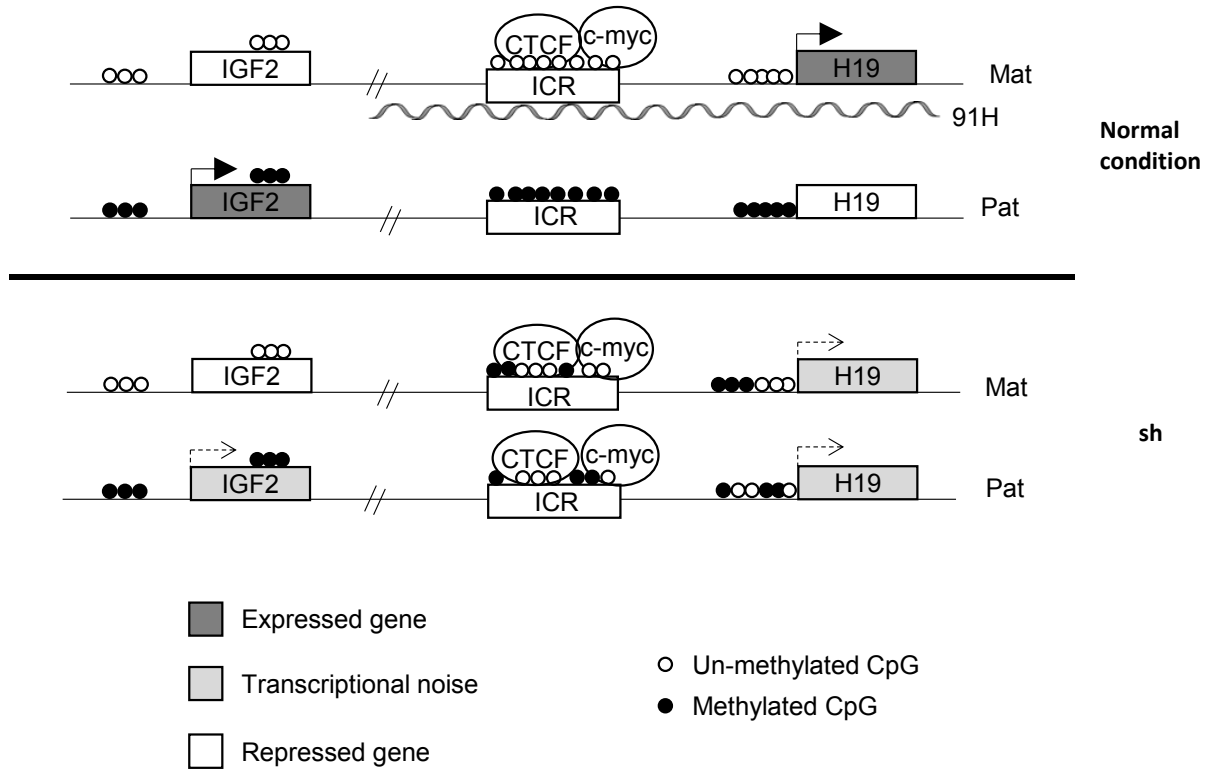 CTCF c-myc
IGF2 ICR H19 Mat
91H
Normal
condition
IGF2 ICR H19 Pat
CTCF c-myc
IGF2 ICR H19 Mat
sh
CTCF c-myc
IGF2 ICR H19 Pat
Expressed gene
Un-methylated CpG
Transcriptional noise
Methylated CpG
Repressed gene